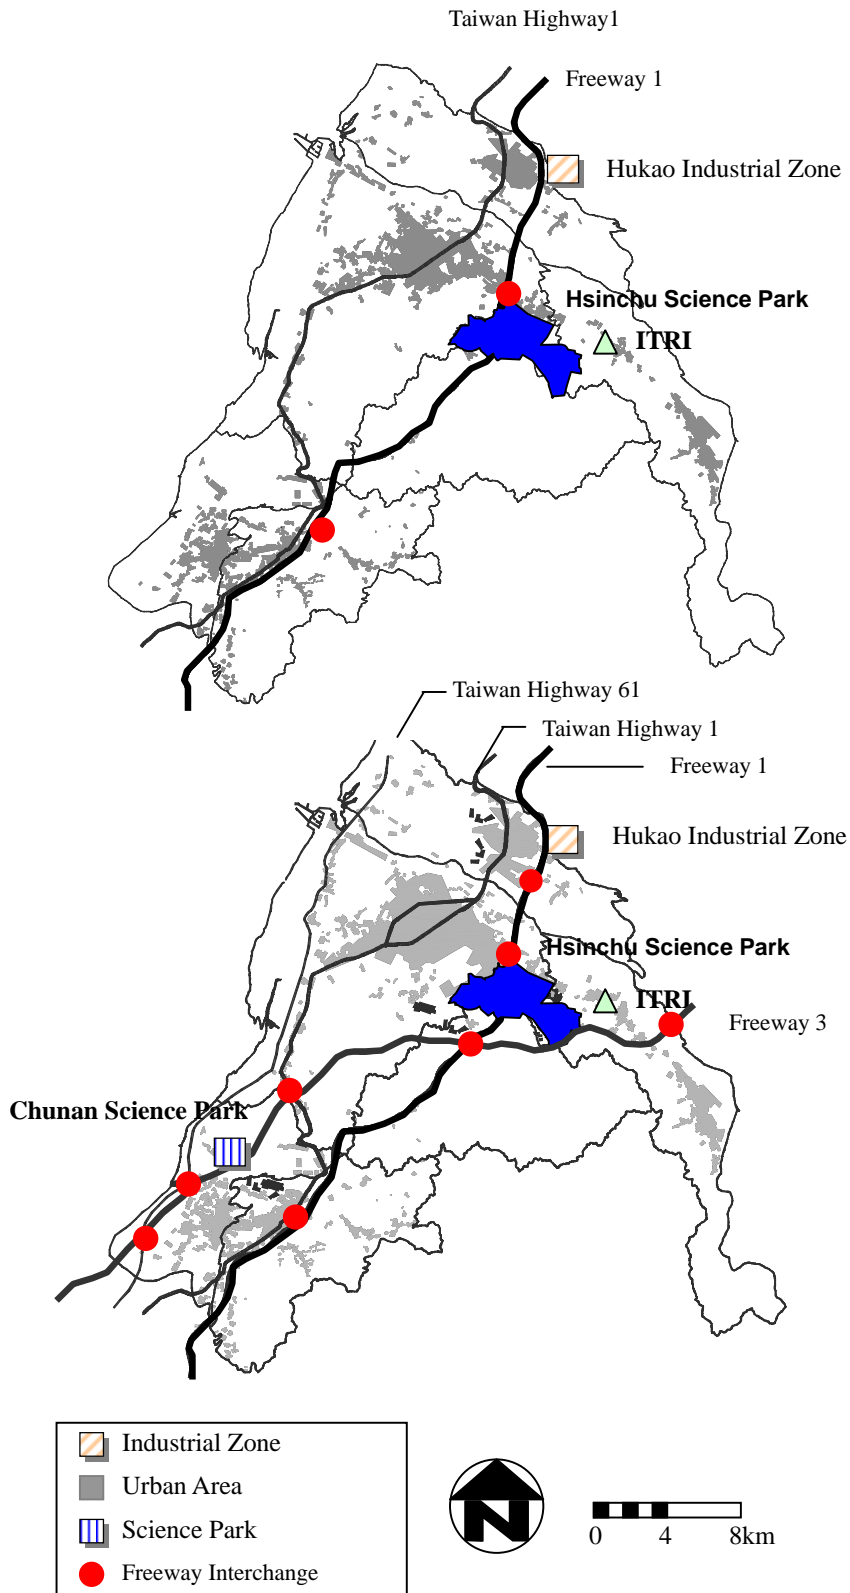 Taiwan Highway1
Freeway 1
Hukao Industrial Zone
Hsinchu Science Park
ITRI
Taiwan Highway 61
Taiwan Highway 1
Freeway 1
Hukao Industrial Zone
Hsinchu Science Park
ITRI
Freeway 3
Chunan Science Park
Industrial Zone
Urban Area
Science Park
Freeway Interchange
N
0 4 8km